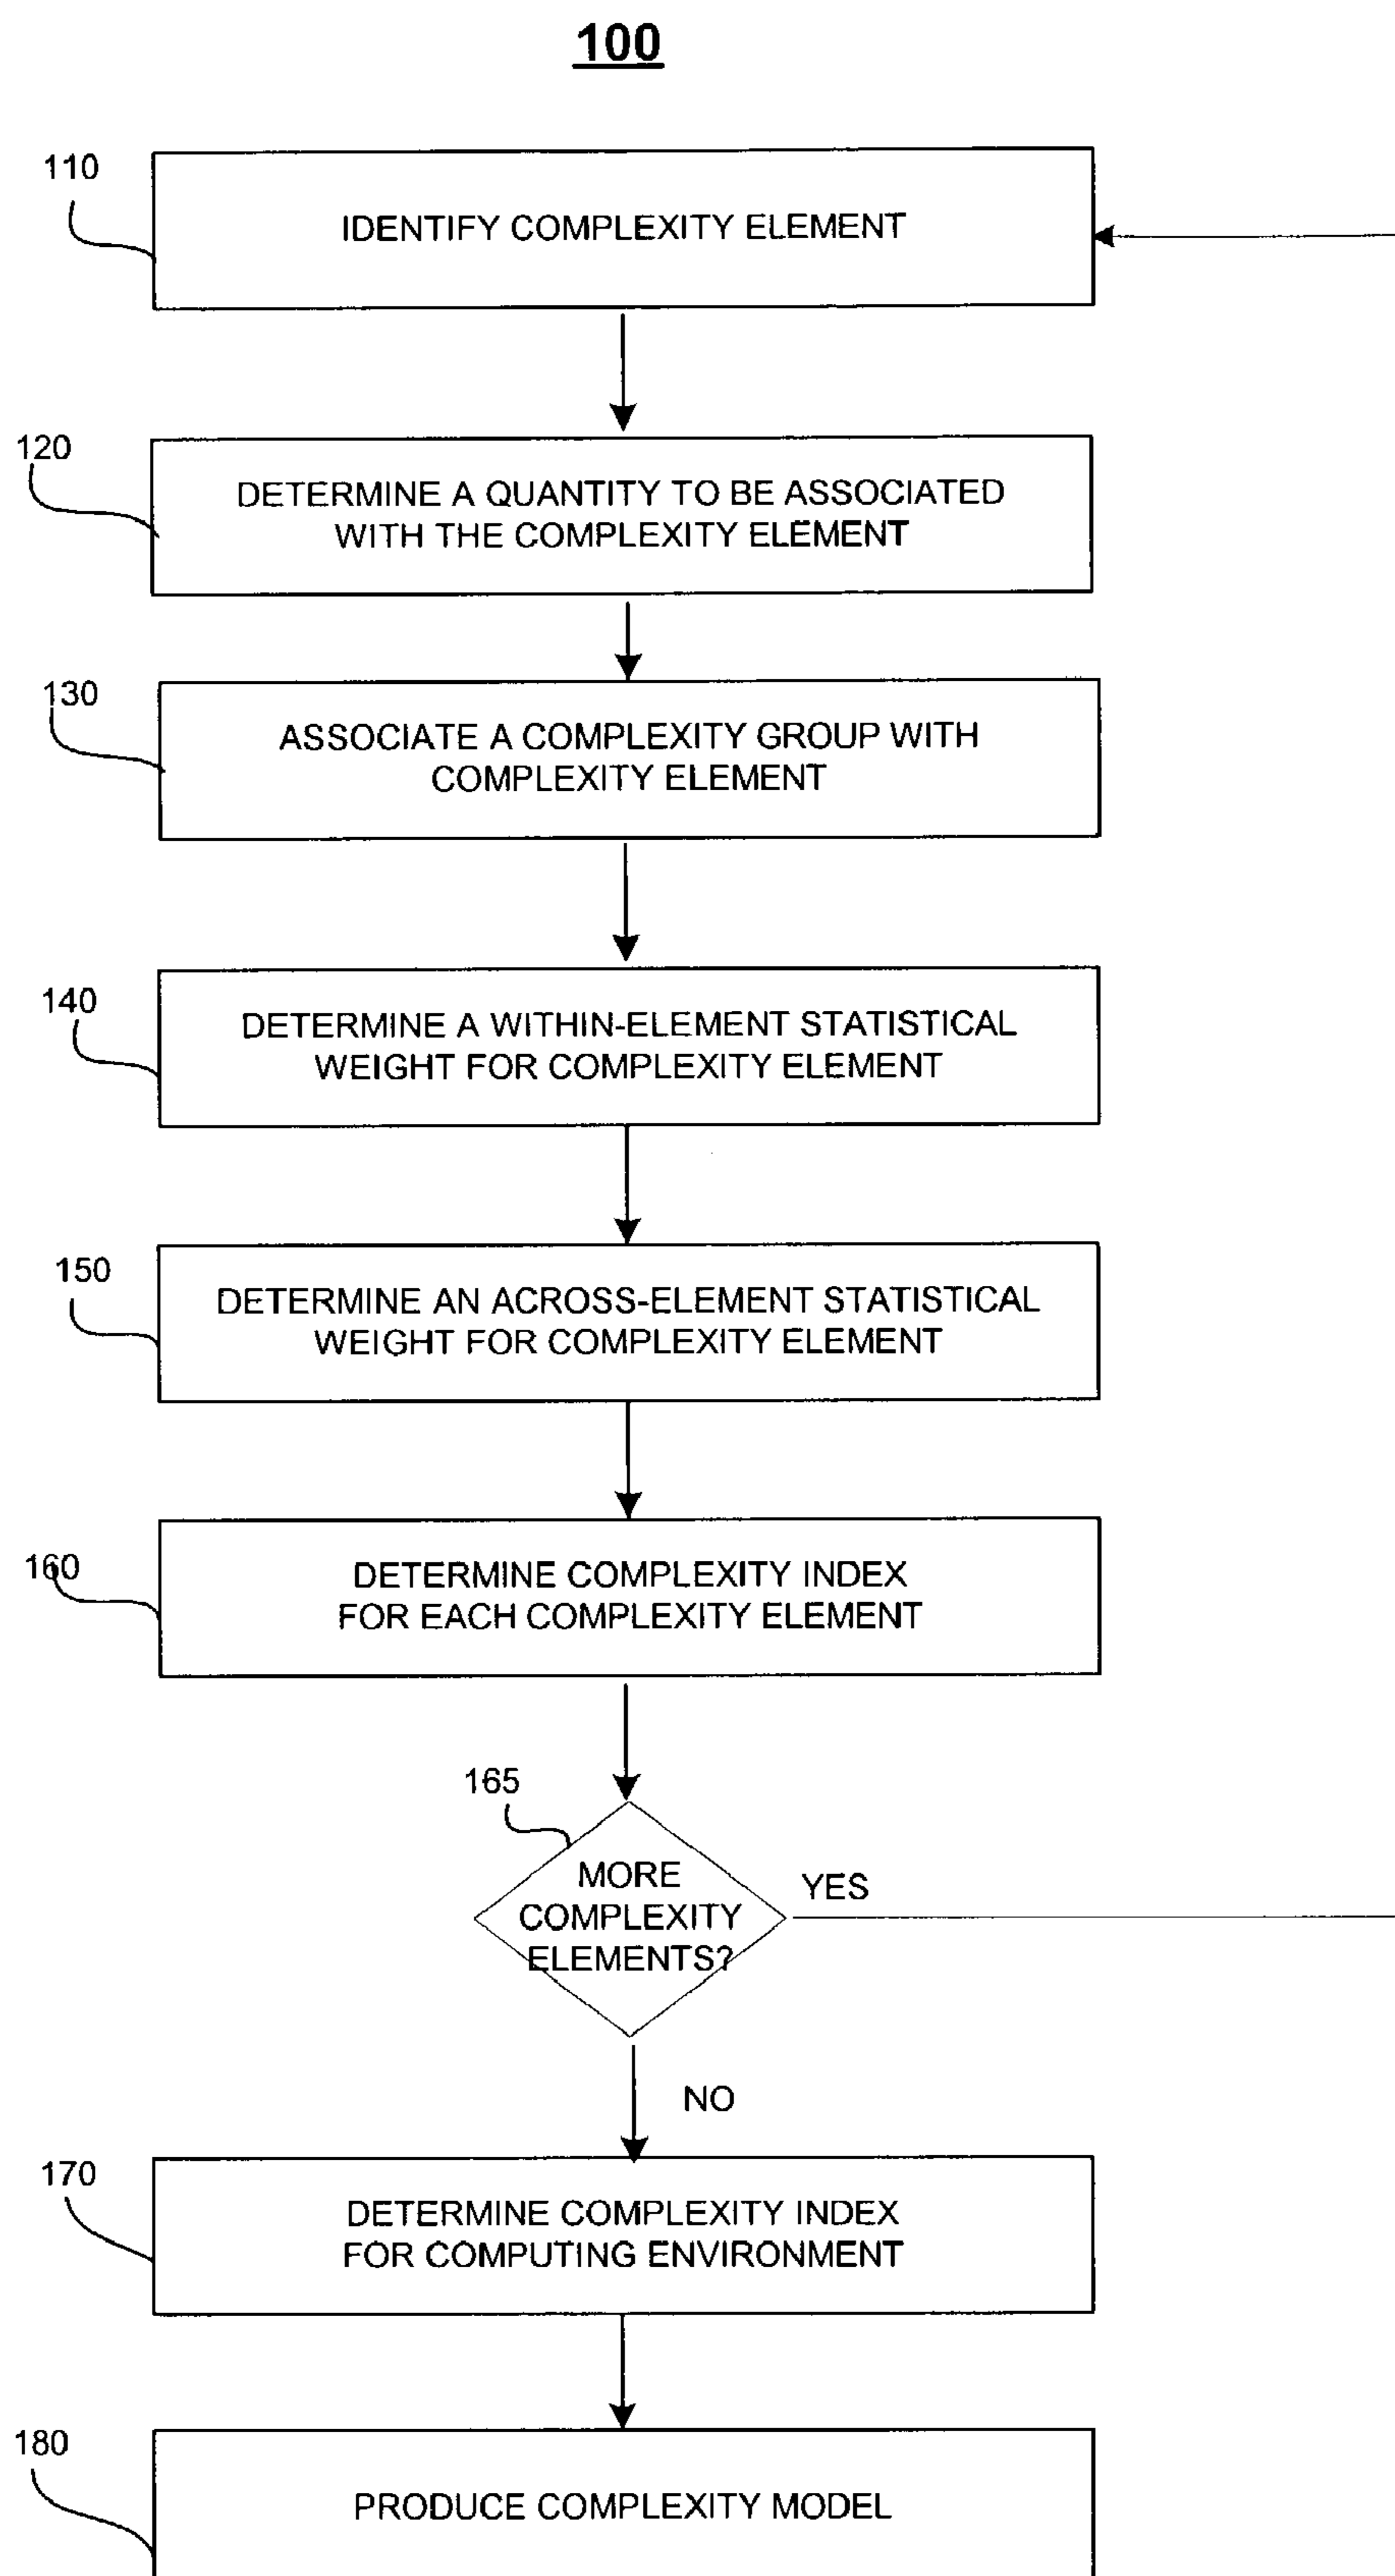 100
110
IDENTIFY COMPLEXITY ELEMENT
120
DETERMINE A QUANTITY TO BE ASSOCIATED
WITH THE COMPLEXITY ELEMENT
130
ASSOCIATE A COMPLEXITY GROUP WITH
COMPLEXITY ELEMENT
140
DETERMINE A WITHIN-ELEMENT STATISTICAL
WEIGHT FOR COMPLEXITY ELEMENT
150
DETERMINE AN ACROSS-ELEMENT STATISTICAL
WEIGHT FOR COMPLEXITY ELEMENT
160
DETERMINE COMPLEXITY INDEX
FOR EACH COMPLEXITY ELEMENT
165
MORE
COMPLEXITY
ELEMENTS?
YES
NO
170
DETERMINE COMPLEXITY INDEX
FOR COMPUTING ENVIRONMENT
180
PRODUCE COMPLEXITY MODEL